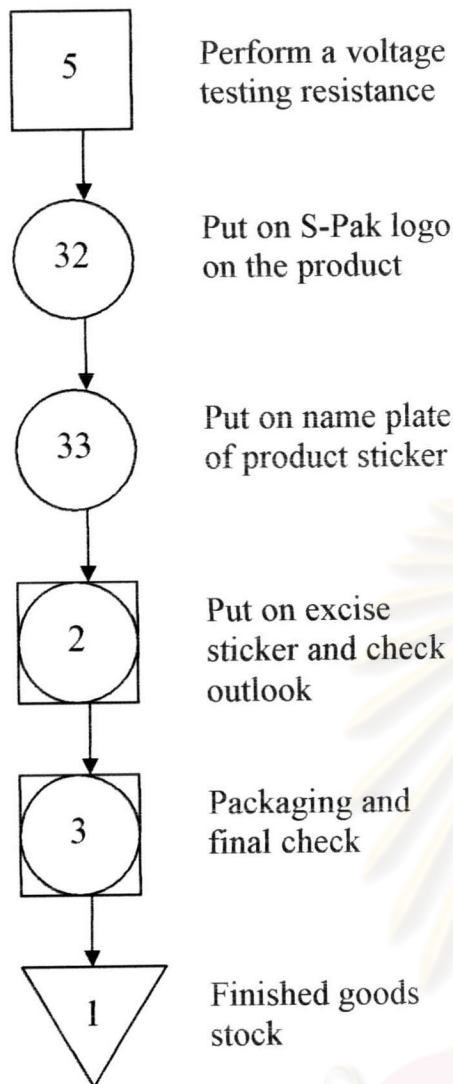 5
Perform a voltage
testing resistance
32
Put on S-Pak logo
on the product
33
Put on name plate
of product sticker
2
Put on excise
sticker and check
outlook
3
Packaging and
final check
1
Finished goods
stock